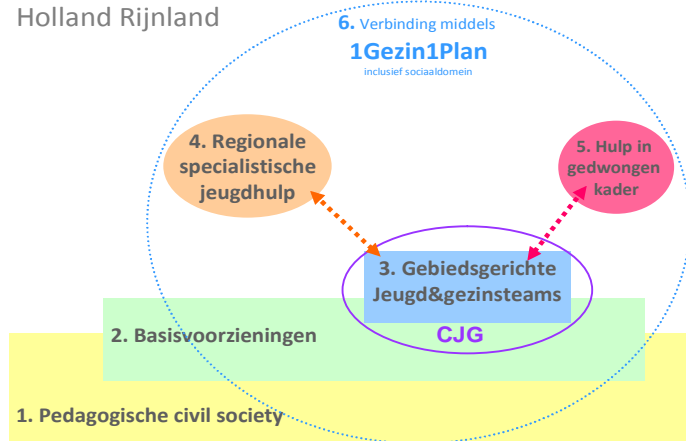 Holland Rijnland
6. Verbinding middels
1Gezin1Plan
inclusief sociaaldomein
4. Regionale
specialistische
jeugdhulp
5. Hulp in
gedwongen
kader
3. Gebiedsgerichte
Jeugd&gezinsteams
2. Basisvoorzieningen
CJG
1. Pedagogische civil society